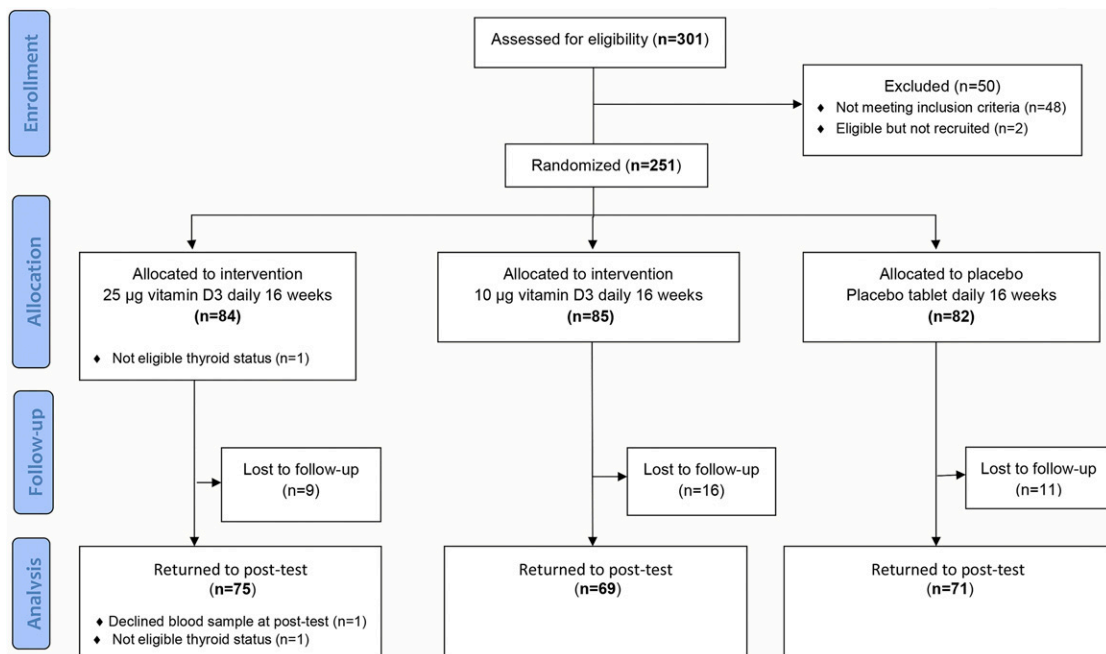 Enrollment
Assessed for eligibility (n=301)
Excluded (n=50)
♦ Not meeting inclusion criteria (n=48)
♦ Eligible but not recruited (n=2)
Randomized (n=251)
Allocation
Allocated to intervention
25 µg vitamin D3 daily 16 weeks
(n=84)
♦ Not eligible thyroid status (n=1)
Allocated to intervention
10 µg vitamin D3 daily 16 weeks
(n=85)
Allocated to placebo
Placebo tablet daily 16 weeks
(n=82)
Follow-up
Lost to follow-up
(n=9)
Lost to follow-up
(n=16)
Lost to follow-up
(n=11)
Analysis
Returned to post-test
(n=75)
♦ Declined blood sample at post-test (n=1)
♦ Not eligible thyroid status (n=1)
Returned to post-test
(n=69)
Returned to post-test
(n=71)